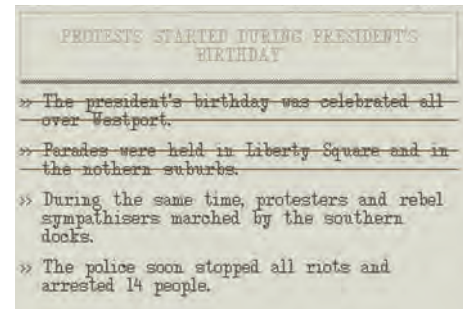 PROTESTS STARTED DURING PRESIDENT'S
BIRTHDAY
» The president's birthday was celebrated all
over Westport.
» Parades were held in Liberty Square and in
the nothern suburbs.
» During the same time, protesters and rebel
sympathisers marched by the southern
docks.
» The police soon stopped all riots and
arrested 14 people.